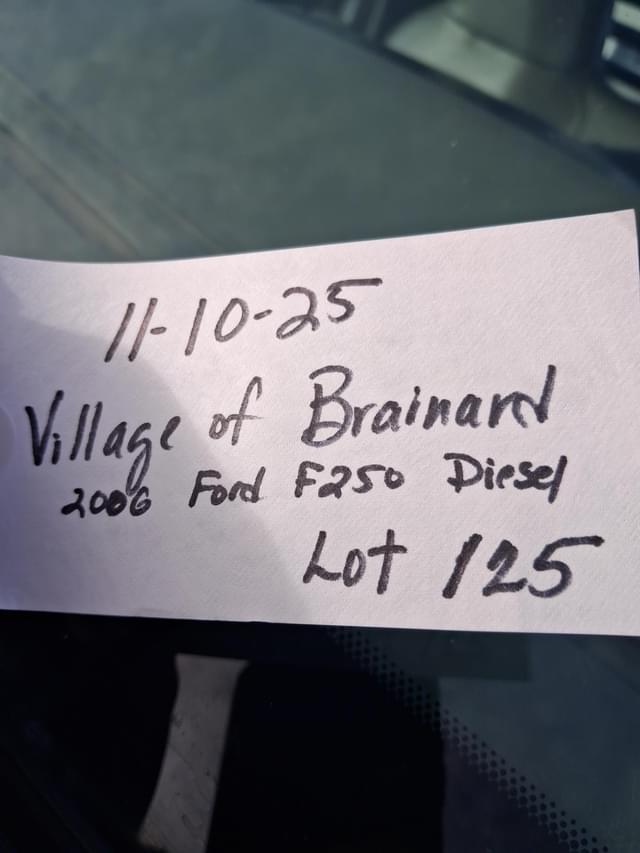 11-10-25
Village of Brainard
2006 Ford F250 Diesel
Lot 125